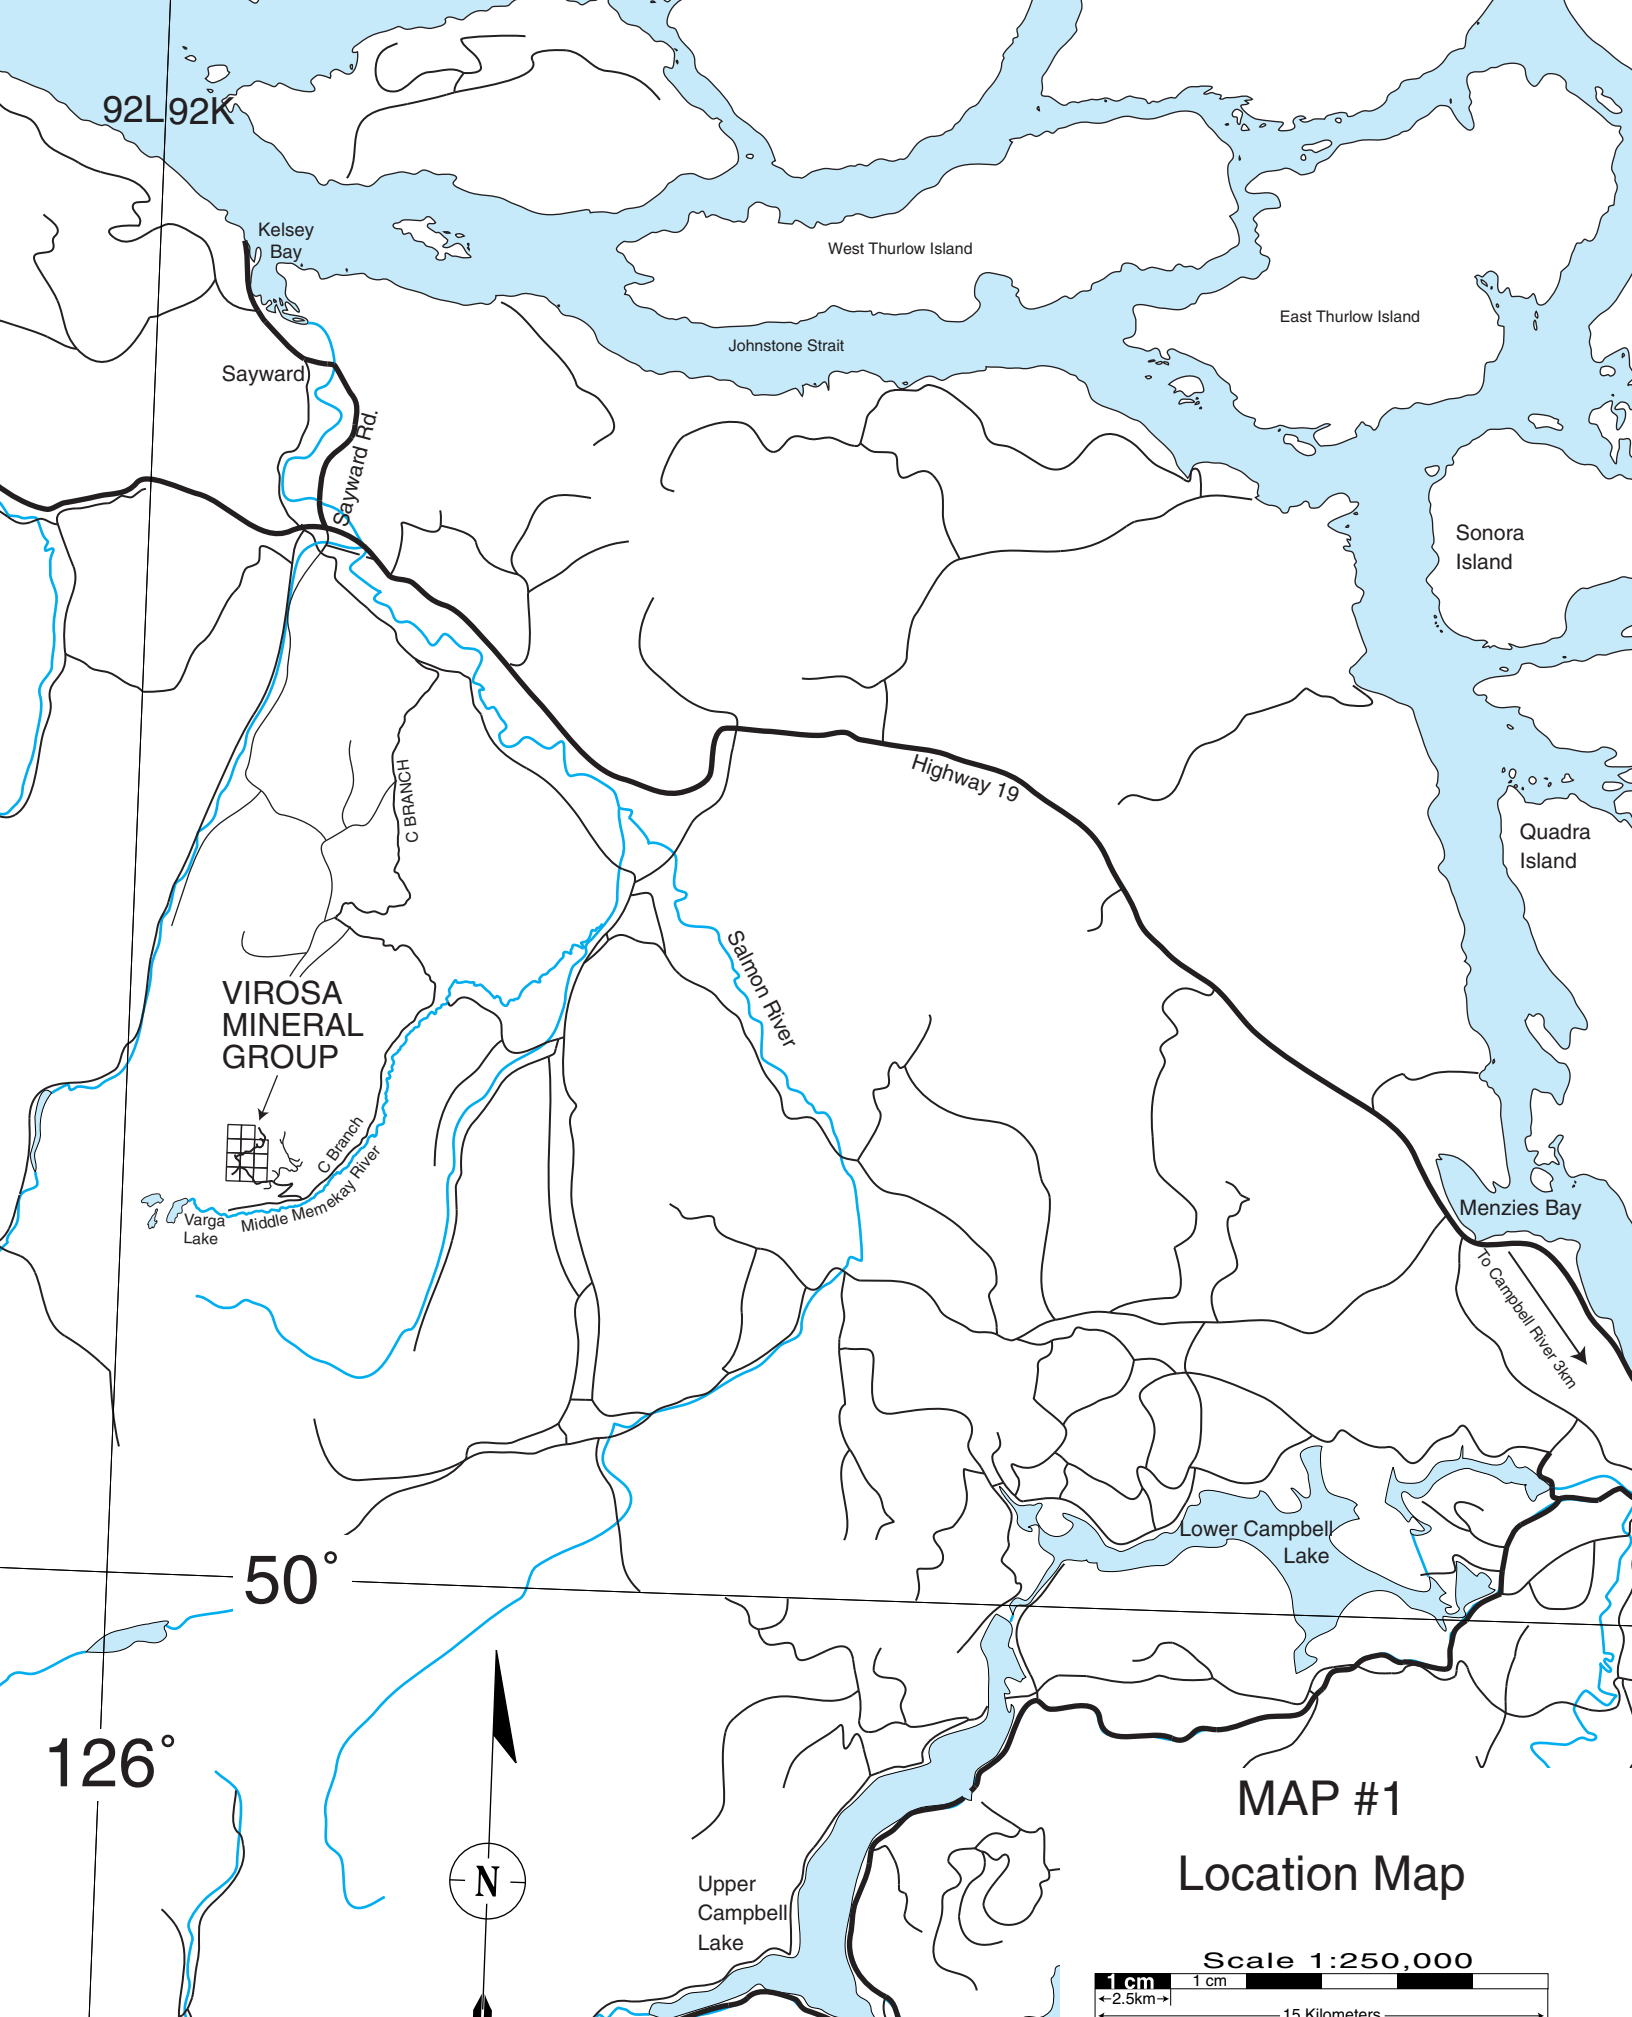 92L 92K
Kelsey
Bay
West Thurlow Island
East Thurlow Island
Johnstone Strait
Sayward
Sayward Rd.
Sonora
Island
Highway 19
C BRANCH
Quadra
Island
Salmon River
VIROSA
MINERAL
GROUP
C Branch
Middle Memekay River
Varga
Lake
Menzies Bay
To Campbell River 3km
Lower Campbell
Lake
50°
126°
N
Upper
Campbell
Lake
MAP #1
Location Map
Scale 1:250,000
1 cm
1 cm
2.5km
15 Kilometers